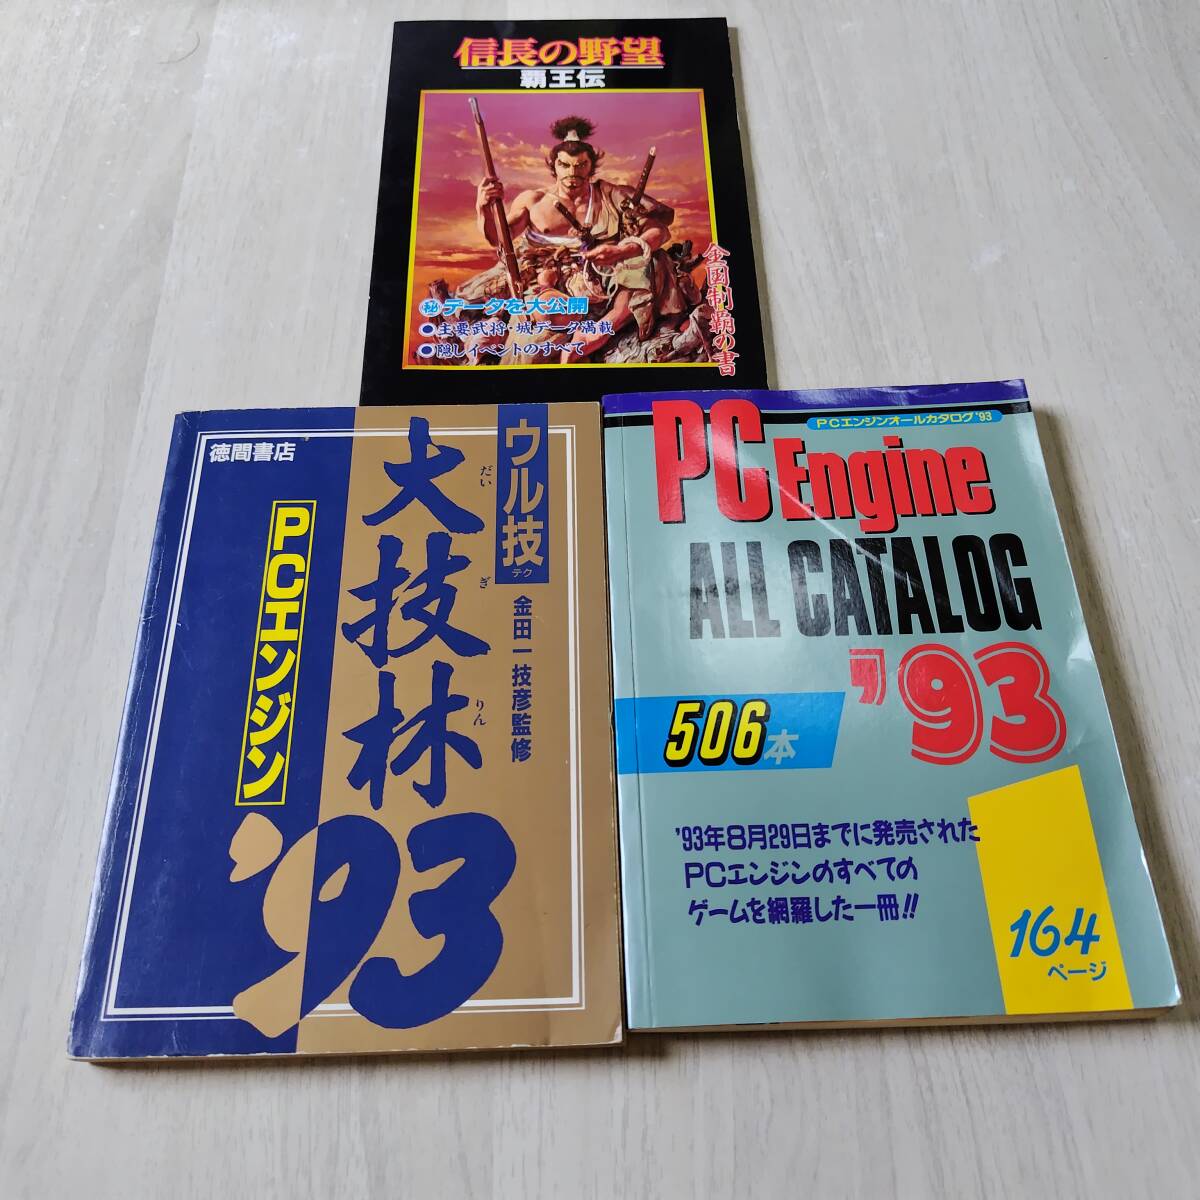 信長の野望
覇王伝
全国制覇の書
㊙データを大公開
●主要武将・城データ満載
●隠しイベントのすべて
徳間書店
PCエンジン
ウル技
テク
大技林
だい
ぎ
りん
金田一技彦監修
'93
PCエンジンオールカタログ'93
PC Engine
ALL CATALOG
'93
506本
'93年8月29日までに発売された
PCエンジンのすべての
ゲームを網羅した一冊!!
164
ページ